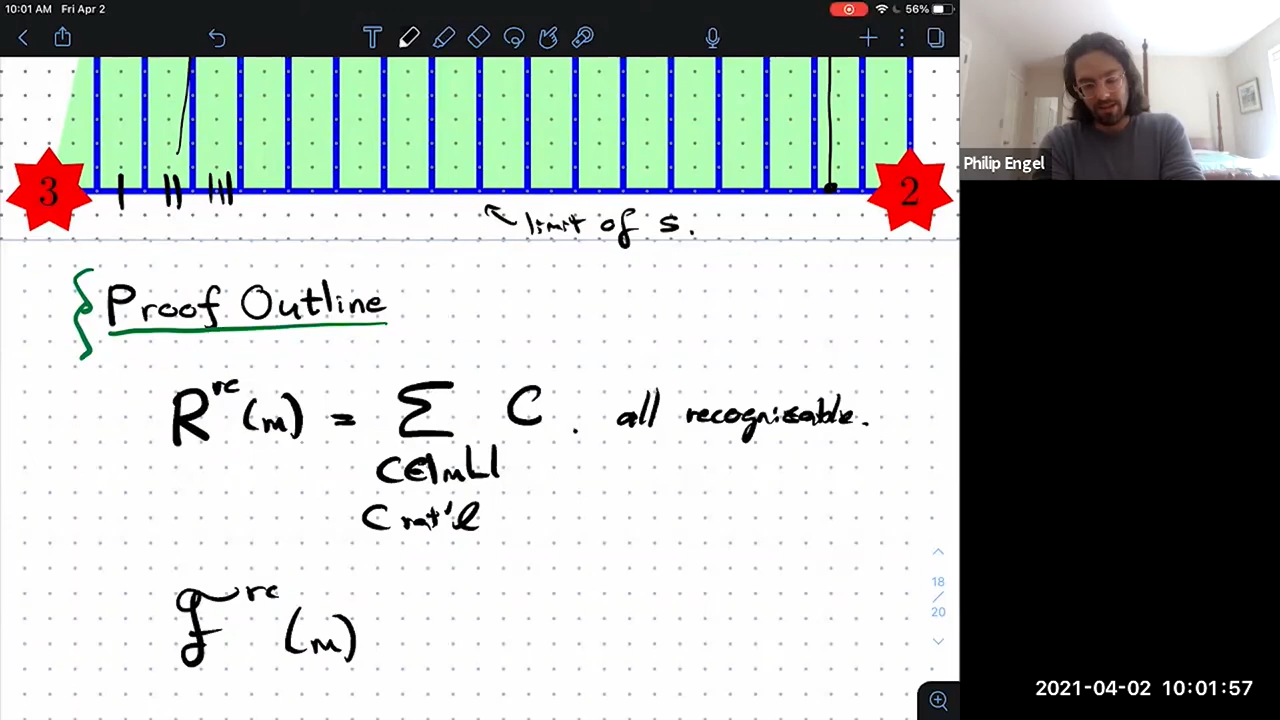 10:01 AM Fri Apr 2
56%
3
2
limit of s.
Proof Outline
R^rc (m) = Σ C . all recognizable.
C∈|mL|
C rat'l
Philip Engel
^rc (m)
18
/
20
2021-04-02 10:01:57